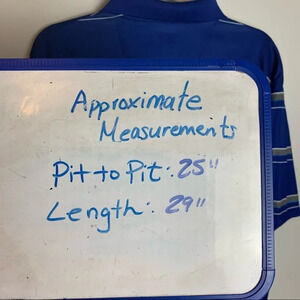 Approximate
Measurements
Pit to Pit: 25"
Length: 29"